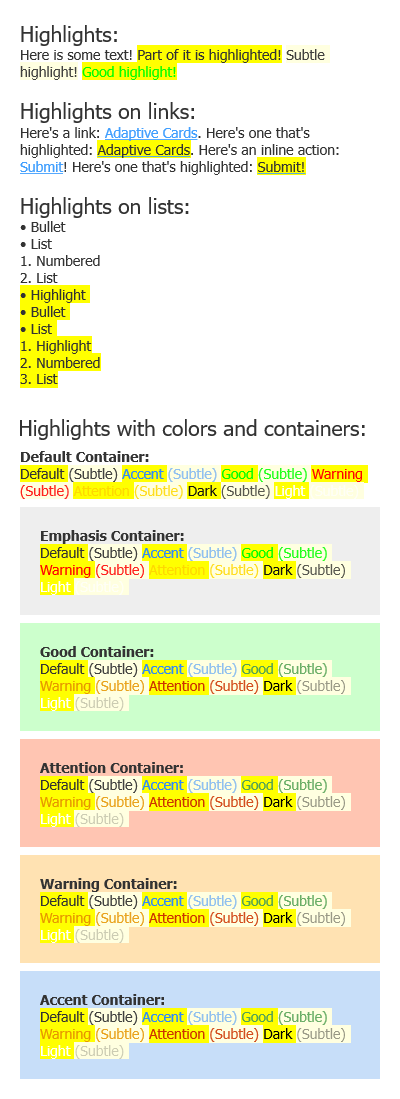 Highlights:
Here is some text! Part of it is highlighted! Subtle
highlight! Good highlight!
Highlights on links:
Here's a link: Adaptive Cards. Here's one that's
highlighted: Adaptive Cards. Here's an inline action:
Submit! Here's one that's highlighted: Submit!
Highlights on lists:
• Bullet
• List
1. Numbered
2. List
• Highlight
• Bullet
• List
1. Highlight
2. Numbered
3. List
Highlights with colors and containers:
Default Container:
Default (Subtle) Accent (Subtle) Good (Subtle) Warning
(Subtle) Attention (Subtle) Dark (Subtle) Light
Emphasis Container:
Default (Subtle) Accent (Subtle) Good (Subtle)
Warning (Subtle) Attention (Subtle) Dark (Subtle)
Light
Good Container:
Default (Subtle) Accent (Subtle) Good (Subtle)
Warning (Subtle) Attention (Subtle) Dark (Subtle)
Light (Subtle)
Attention Container:
Default (Subtle) Accent (Subtle) Good (Subtle)
Warning (Subtle) Attention (Subtle) Dark (Subtle)
Light (Subtle)
Warning Container:
Default (Subtle) Accent (Subtle) Good (Subtle)
Warning (Subtle) Attention (Subtle) Dark (Subtle)
Light (Subtle)
Accent Container:
Default (Subtle) Accent (Subtle) Good (Subtle)
Warning (Subtle) Attention (Subtle) Dark (Subtle)
Light (Subtle)